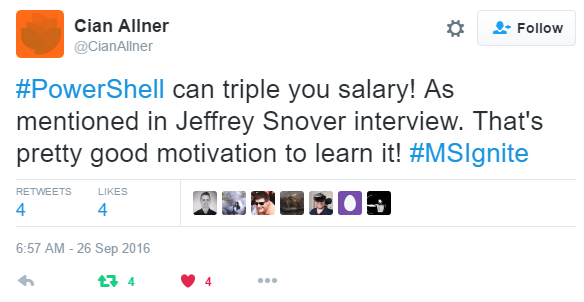 Cian Allner
@CianAllner
Follow
#PowerShell can triple you salary! As
mentioned in Jeffrey Snover interview. That's
pretty good motivation to learn it! #MSIgnite
RETWEETS LIKES
4 4
6:57 AM - 26 Sep 2016
4 4